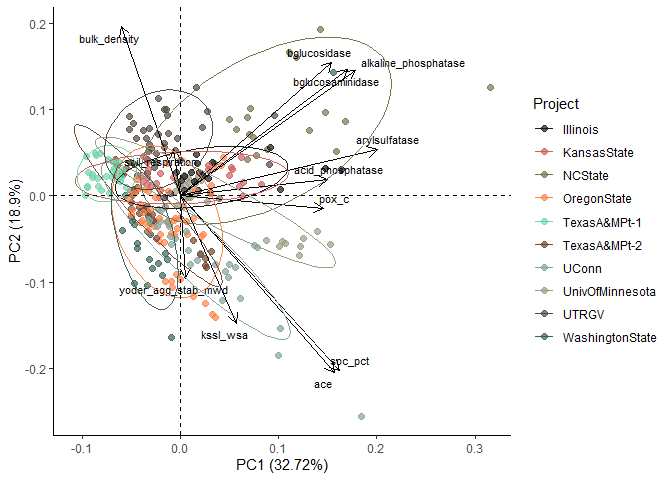 0.2
0.1
0.0
-0.1
-0.2
PC2 (18.9%)
bulk_density
bglucosidase
alkaline_phosphatase
bglucosaminidase
arylsulfatase
soil_respiration
acid_phosphatase
pox_c
yoder_agg_stab_mwd
kssl_wsa
soc_pct
ace
-0.1
0.0
0.1
0.2
0.3
PC1 (32.72%)
Project
Illinois
KansasState
NCState
OregonState
TexasA&MPt-1
TexasA&MPt-2
UConn
UnivOfMinnesota
UTRGV
WashingtonState